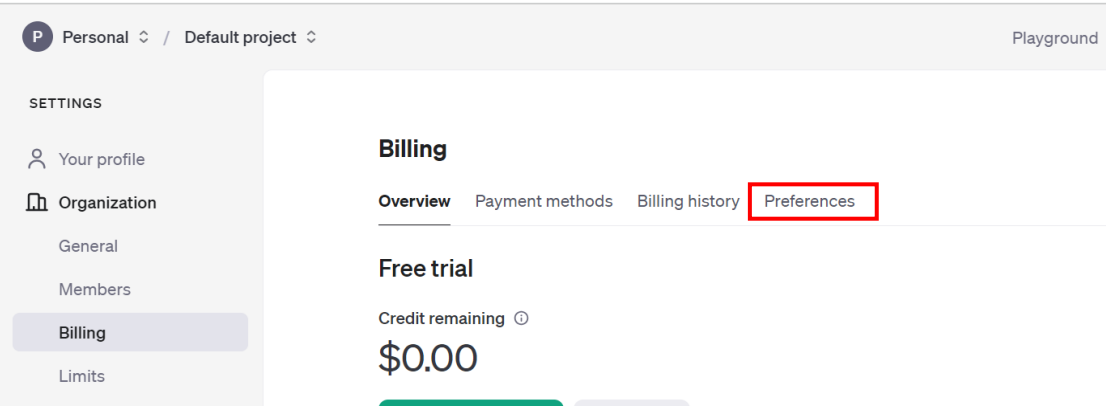 P Personal / Default project
Playground
SETTINGS
Your profile
Organization
General
Members
Billing
Limits
Billing
Overview Payment methods Billing history Preferences
Free trial
Credit remaining
$0.00